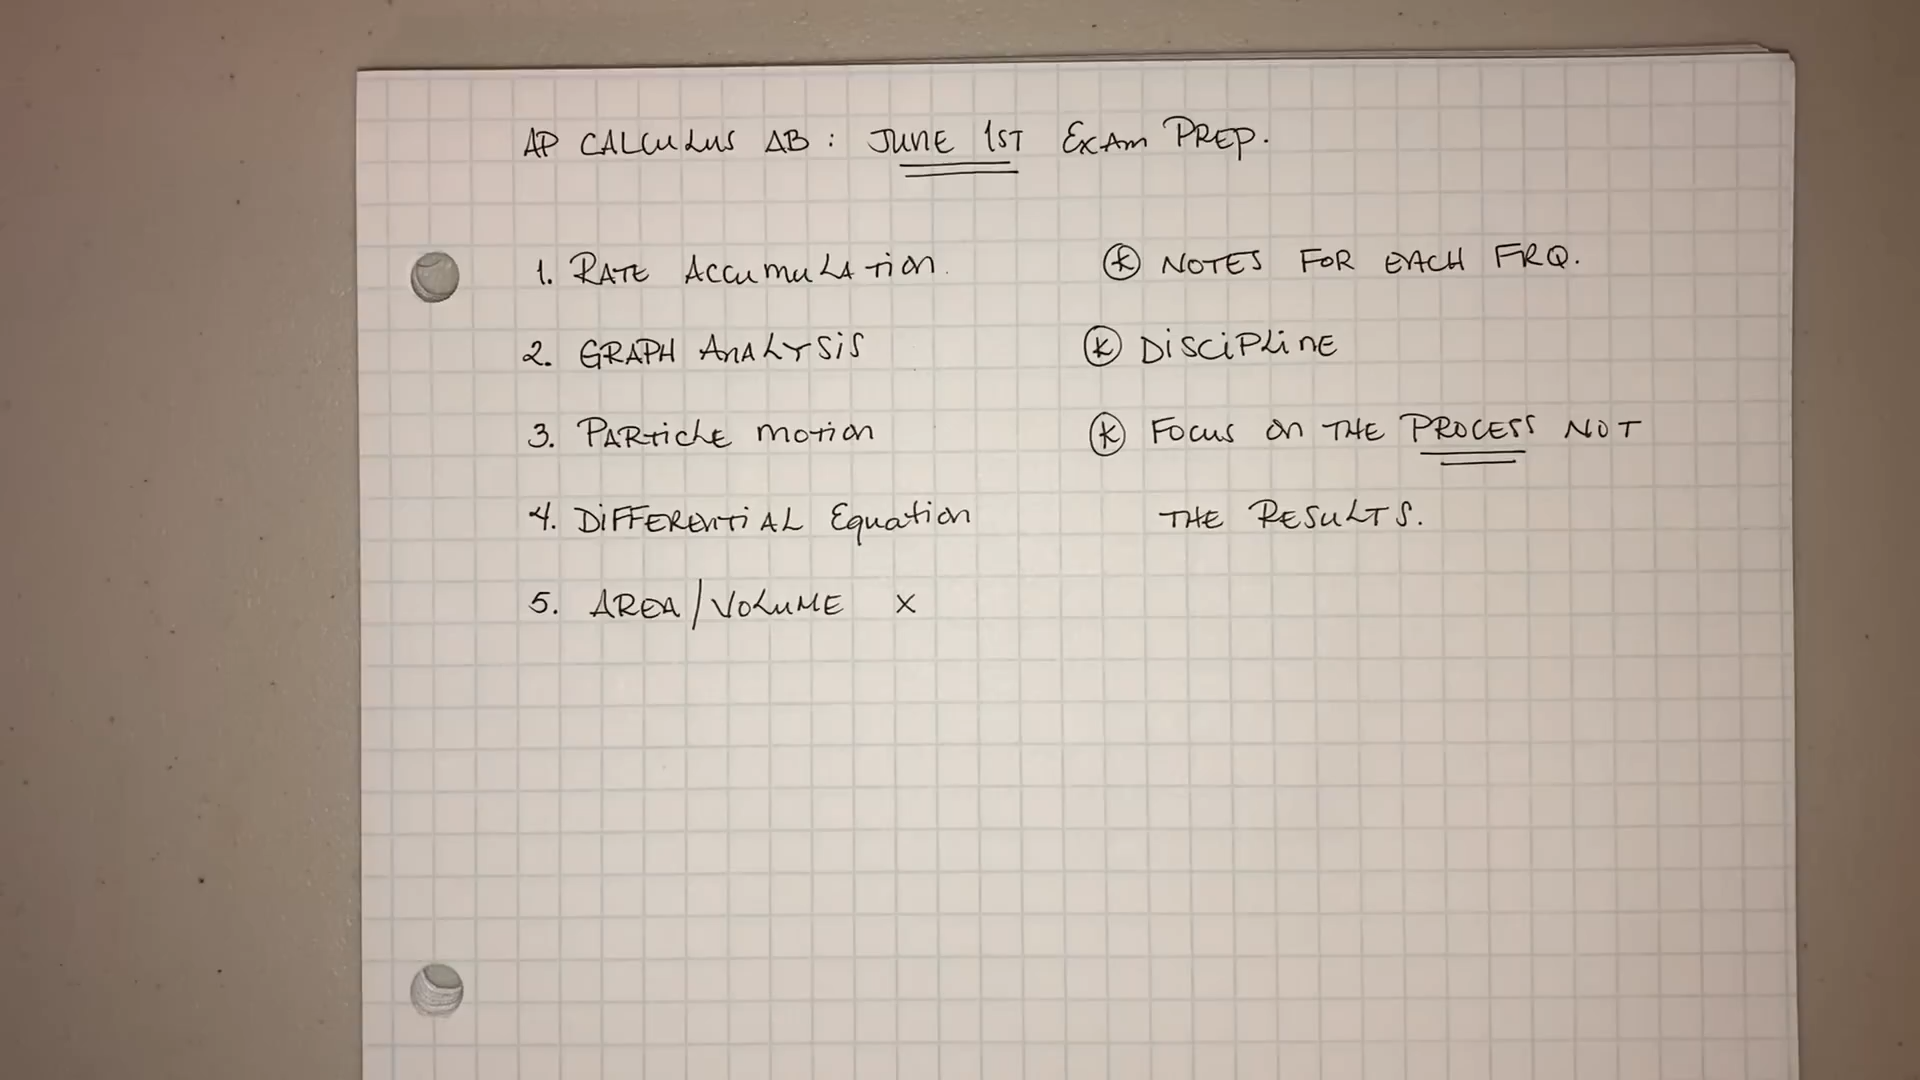 AP CALCULUS AB: JUNE 1ST EXAM PREP.
1. RATE ACCUMULATION.
2. GRAPH ANALYSIS
3. PARTICLE MOTION
4. DIFFERENTIAL Equation
5. AREA/VOLUME X
* NOTES FOR EACH FRQ.
* DISCIPLINE
* FOCUS ON THE PROCESS NOT
THE RESULTS.